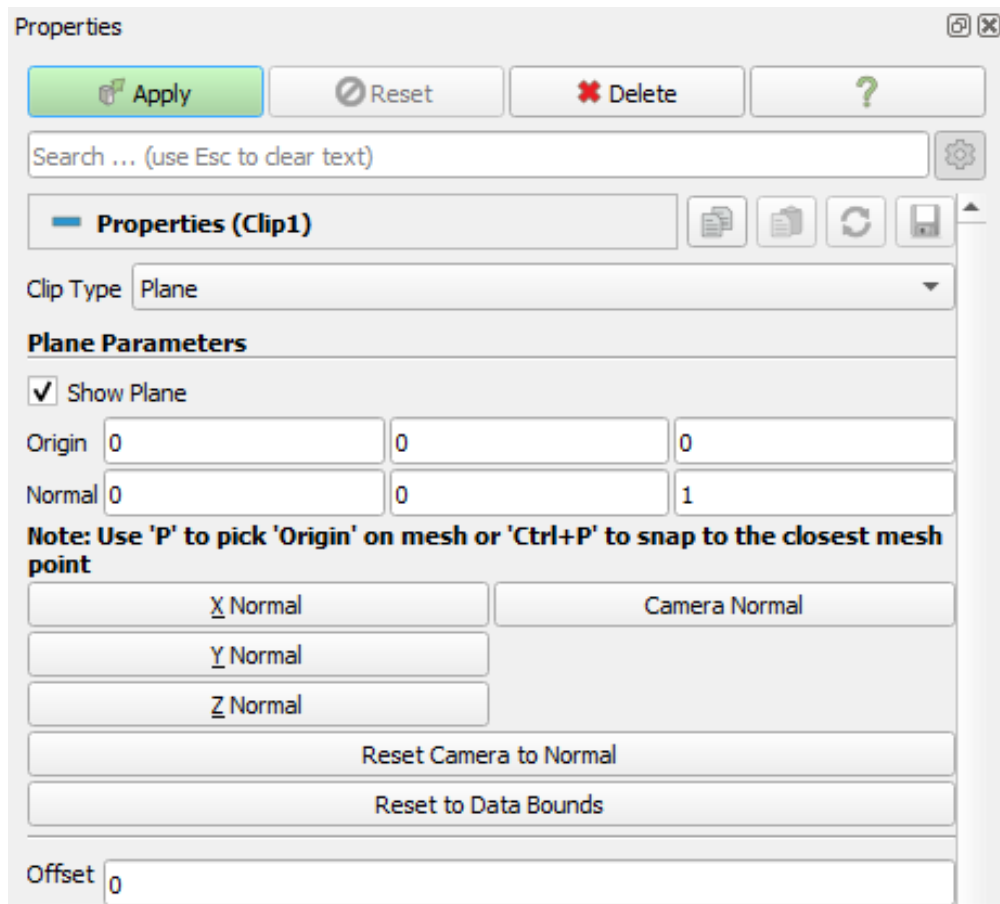 Properties
Apply Reset Delete ?
Search ... (use Esc to clear text)
Properties (Clip1)
Clip Type Plane
Plane Parameters
Show Plane
Origin 0 0 0
Normal 0 0 1
Note: Use 'P' to pick 'Origin' on mesh or 'Ctrl+P' to snap to the closest mesh
point
X Normal Camera Normal
Y Normal
Z Normal
Reset Camera to Normal
Reset to Data Bounds
Offset 0